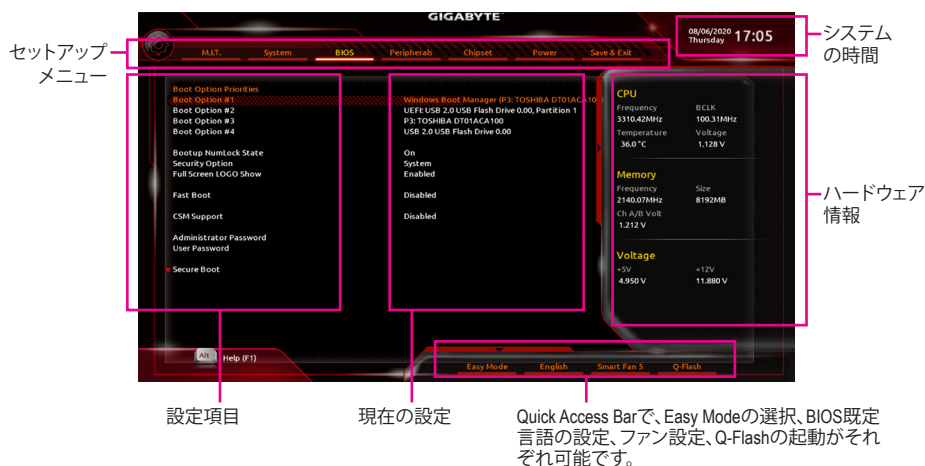 GIGABYTE
08/06/2020
Thursday
17:05
システム
の時間
セットアップ
メニュー
M.I.T. System BIOS Peripherals Chipset Power Save & Exit
Boot Option Priorities
Boot Option #1 Windows Boot Manager (P3: TOSHIBA DT01ACA100)
Boot Option #2 UEFI: USB 2.0 USB Flash Drive 0.00, Partition 1
Boot Option #3 P3: TOSHIBA DT01ACA100
Boot Option #4 USB 2.0 USB Flash Drive 0.00
Bootup NumLock State On
Security Option System
Full Screen LOGO Show Enabled
Fast Boot Disabled
CSM Support Disabled
Administrator Password
User Password
Secure Boot
CPU
Frequency BCLK
3310.42MHz 100.31MHz
Temperature Voltage
36.0 °C 1.128 V
Memory
Frequency Size
2140.07MHz 8192MB
Ch A/B Volt
1.212 V
Voltage
+5V +12V
4.950 V 11.880 V
ハードウェア
情報
Alt Help (F1)
Easy Mode English Smart Fan 5 Q-Flash
設定項目
現在の設定
Quick Access Barで、Easy Modeの選択、BIOS既定
言語の設定、ファン設定、Q-Flashの起動がそれ
ぞれ可能です。